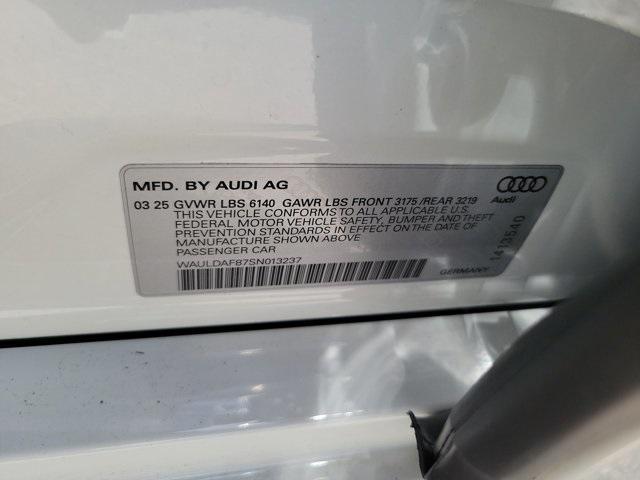 MFD. BY AUDI AG
03 25 GVWR LBS 6140 GAWR LBS FRONT 3175 /REAR 3219
THIS VEHICLE CONFORMS TO ALL APPLICABLE U.S.
FEDERAL MOTOR VEHICLE SAFETY, BUMPER AND THEFT
PREVENTION STANDARDS IN EFFECT ON THE DATE OF
MANUFACTURE SHOWN ABOVE
PASSENGER CAR
WAULDAF87SN013237
GERMANY
Audi
1413540